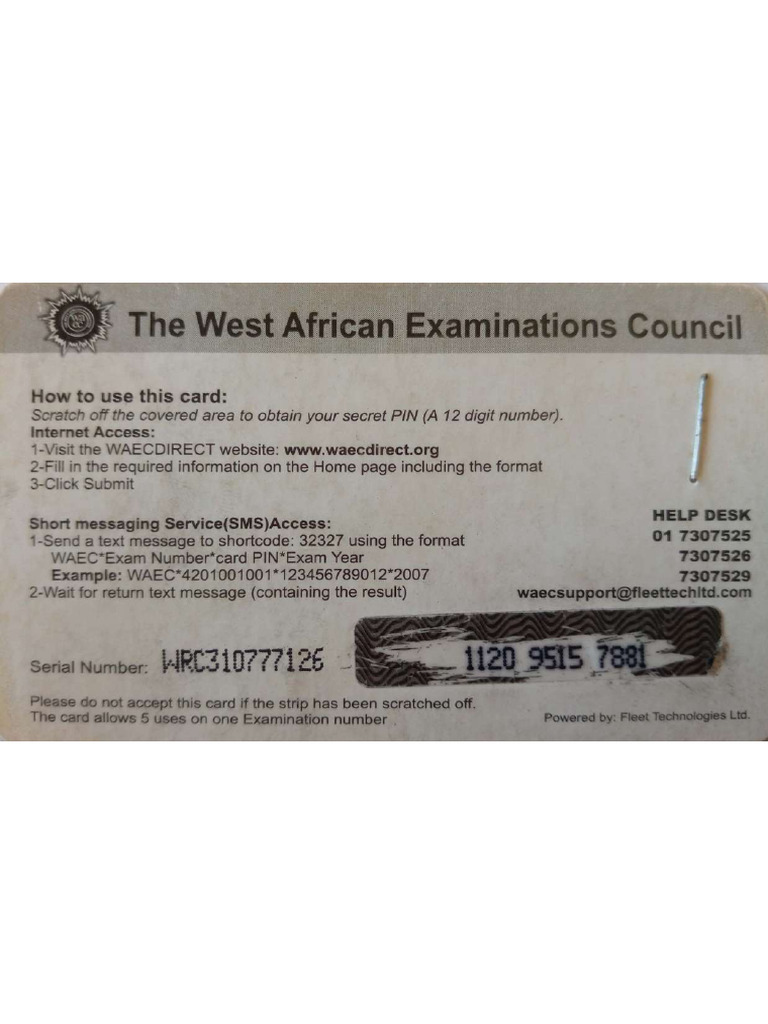 The West African Examinations Council
How to use this card:
Scratch off the covered area to obtain your secret PIN (A 12 digit number).
Internet Access:
1-Visit the WAECDIRECT website: www.waecdirect.org
2-Fill in the required information on the Home page including the format
3-Click Submit
Short messaging Service(SMS)Access:
1-Send a text message to shortcode: 32327 using the format
WAEC*Exam Number*card PIN*Exam Year
Example: WAEC*4201001001*123456789012*2007
2-Wait for return text message (containing the result)
HELP DESK
01 7307525
7307526
7307529
waecsupport@fleettechltd.com
Serial Number: WRC310777126
1120 9515 7881
Please do not accept this card if the strip has been scratched off.
The card allows 5 uses on one Examination number
Powered by: Fleet Technologies Ltd.